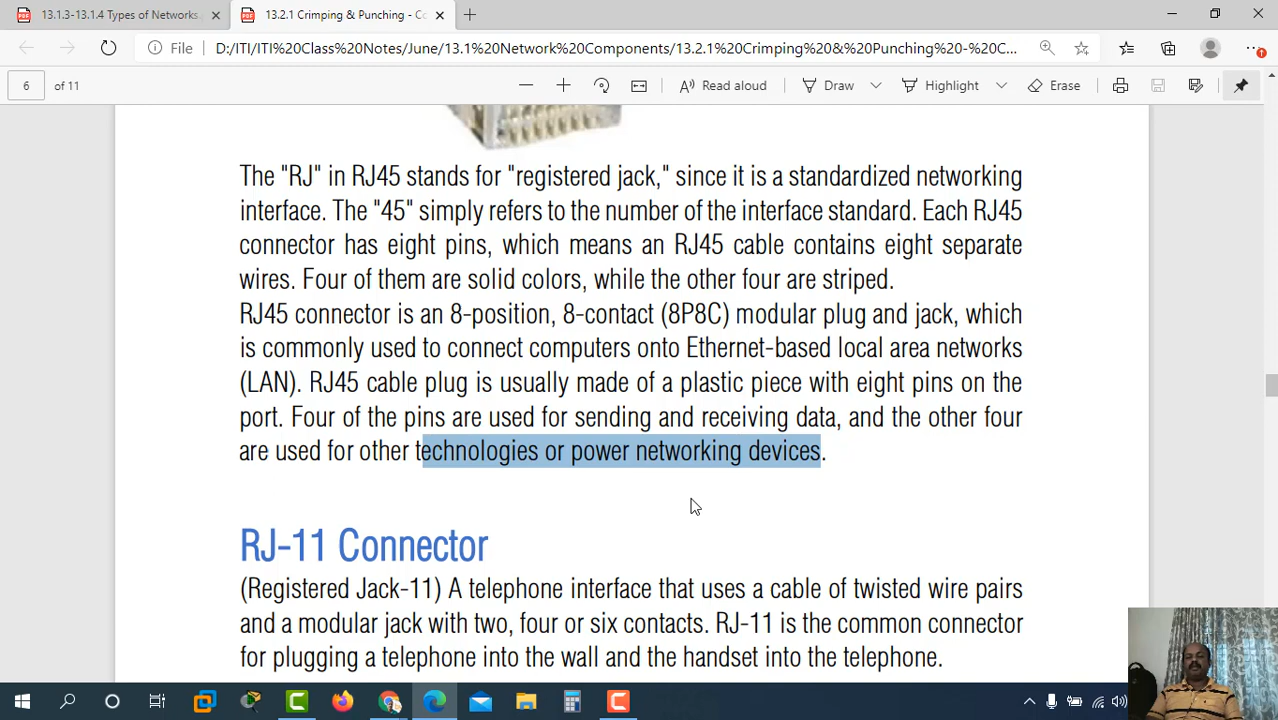 13.1.3-13.1.4 Types of Networks
13.2.1 Crimping & Punching - Co
File
D:/ITI/ITI%20Class%20Notes/June/13.1%20Network%20Components/13.2.1%20Crimping%20&%20Punching%20-%20C...
6 of 11
Read aloud
Draw
Highlight
Erase
The "RJ" in RJ45 stands for "registered jack," since it is a standardized networking
interface. The "45" simply refers to the number of the interface standard. Each RJ45
connector has eight pins, which means an RJ45 cable contains eight separate
wires. Four of them are solid colors, while the other four are striped.
RJ45 connector is an 8-position, 8-contact (8P8C) modular plug and jack, which
is commonly used to connect computers onto Ethernet-based local area networks
(LAN). RJ45 cable plug is usually made of a plastic piece with eight pins on the
port. Four of the pins are used for sending and receiving data, and the other four
are used for other technologies or power networking devices.
RJ-11 Connector
(Registered Jack-11) A telephone interface that uses a cable of twisted wire pairs
and a modular jack with two, four or six contacts. RJ-11 is the common connector
for plugging a telephone into the wall and the handset into the telephone.